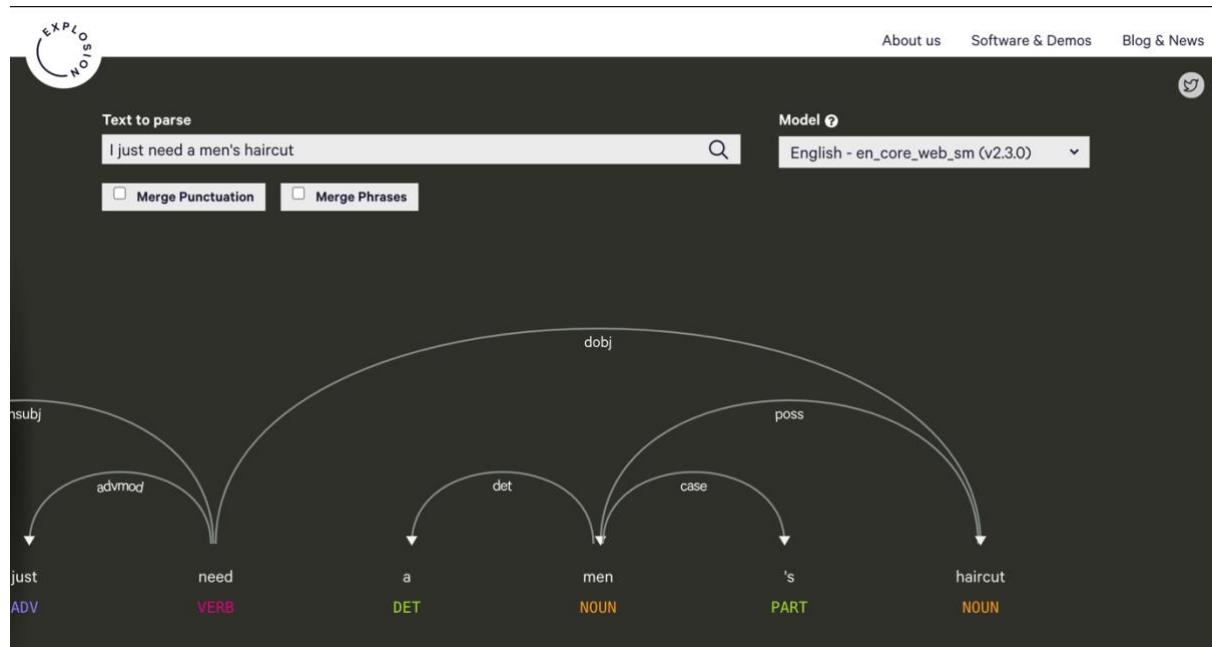 EXPLOSION
About us Software & Demos Blog & News
Text to parse
Model ?
I just need a men's haircut
English - en_core_web_sm (v2.3.0)
Merge Punctuation Merge Phrases
dobj
nsubj poss
advmod det case
just need a men 's haircut
ADV VERB DET NOUN PART NOUN